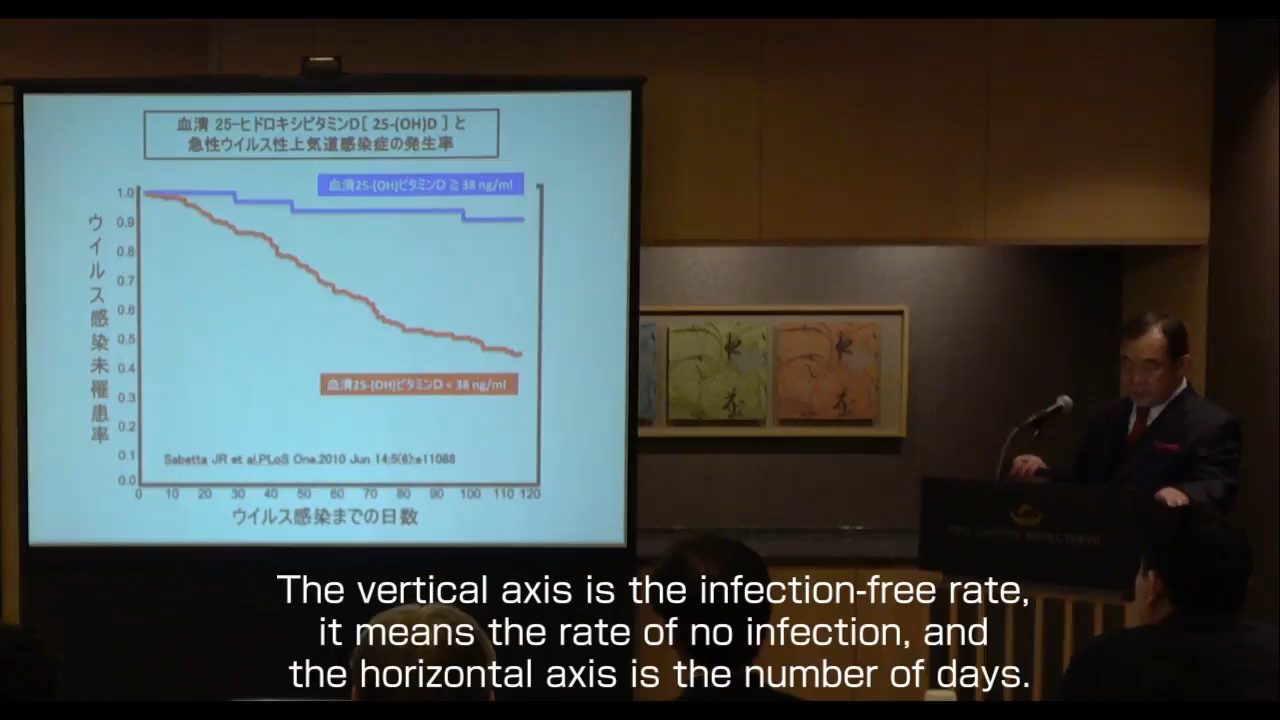 血清 25-ヒドロキシビタミンD[ 25-(OH)D ] と
急性ウイルス性上気道感染症の発生率
血清25-(OH)ビタミンD ≧ 38 ng/ml
ウイルス感染未罹患率
1.0
0.9
0.8
0.7
0.6
0.5
0.4
0.3
0.2
0.1
0.0
血清25-(OH)ビタミンD < 38 ng/ml
Sabetta JR et al.PLoS One.2010 Jun 14;5(6):e11088
0 10 20 30 40 50 60 70 80 90 100 110 120
ウイルス感染までの日数
The vertical axis is the infection-free rate,
it means the rate of no infection, and
the horizontal axis is the number of days.